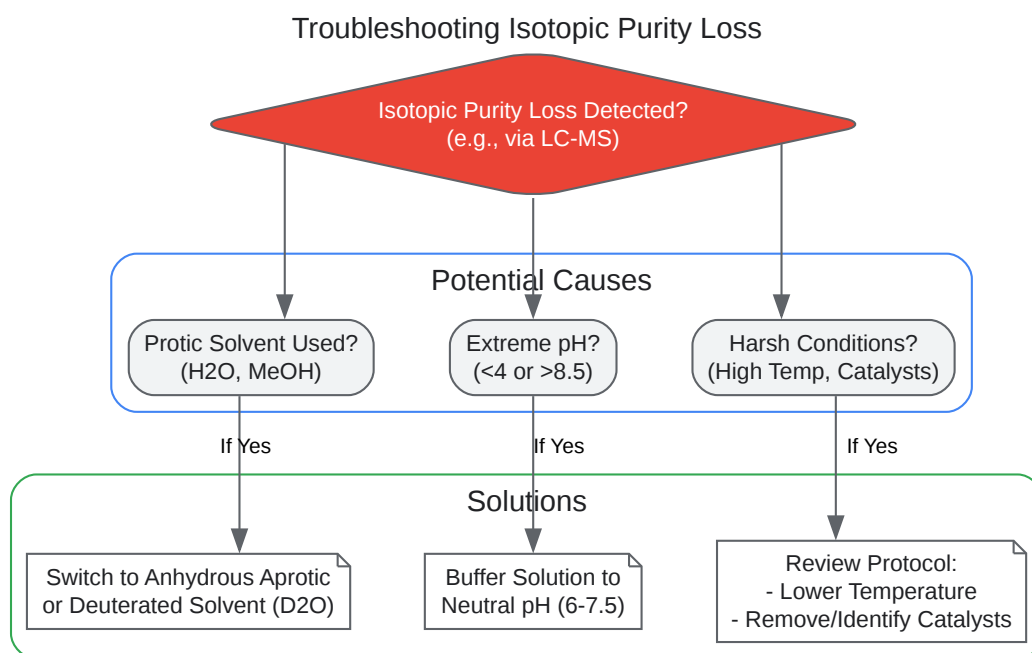 Troubleshooting Isotopic Purity Loss
Isotopic Purity Loss Detected?
(e.g., via LC-MS)
Potential Causes
Protic Solvent Used?
(H2O, MeOH)
Extreme pH?
(<4 or >8.5)
Harsh Conditions?
(High Temp, Catalysts)
If Yes
If Yes
If Yes
Solutions
Switch to Anhydrous Aprotic
or Deuterated Solvent (D2O)
Buffer Solution to
Neutral pH (6-7.5)
Review Protocol:
- Lower Temperature
- Remove/Identify Catalysts